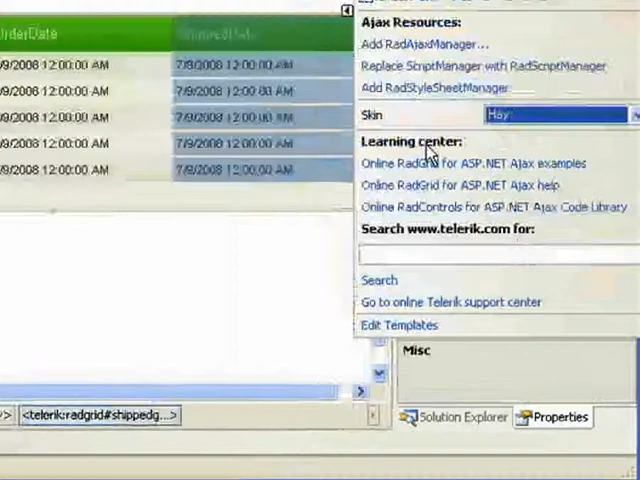 OrderDate ShippedDate
Ajax Resources:
Add RadAjaxManager...
/9/2008 12:00:00 AM 7/9/2008 12:00:00 AM
Replace ScriptManager with RadScriptManager
/9/2008 12:00:00 AM 7/9/2008 12:00:00 AM
Add RadStyleSheetManager
/9/2008 12:00:00 AM 7/9/2008 12:00:00 AM
Skin Hay
/9/2008 12:00:00 AM 7/9/2008 12:00:00 AM
Learning center:
/9/2008 12:00:00 AM 7/9/2008 12:00:00 AM
Online RadGrid for ASP.NET Ajax examples
Online RadGrid for ASP.NET Ajax help
Online RadControls for ASP.NET Ajax Code Library
Search www.telerik.com for:
Search
Go to online Telerik support center
Edit Templates
Misc
<telerik:radgrid#shippedg...>
Solution Explorer Properties